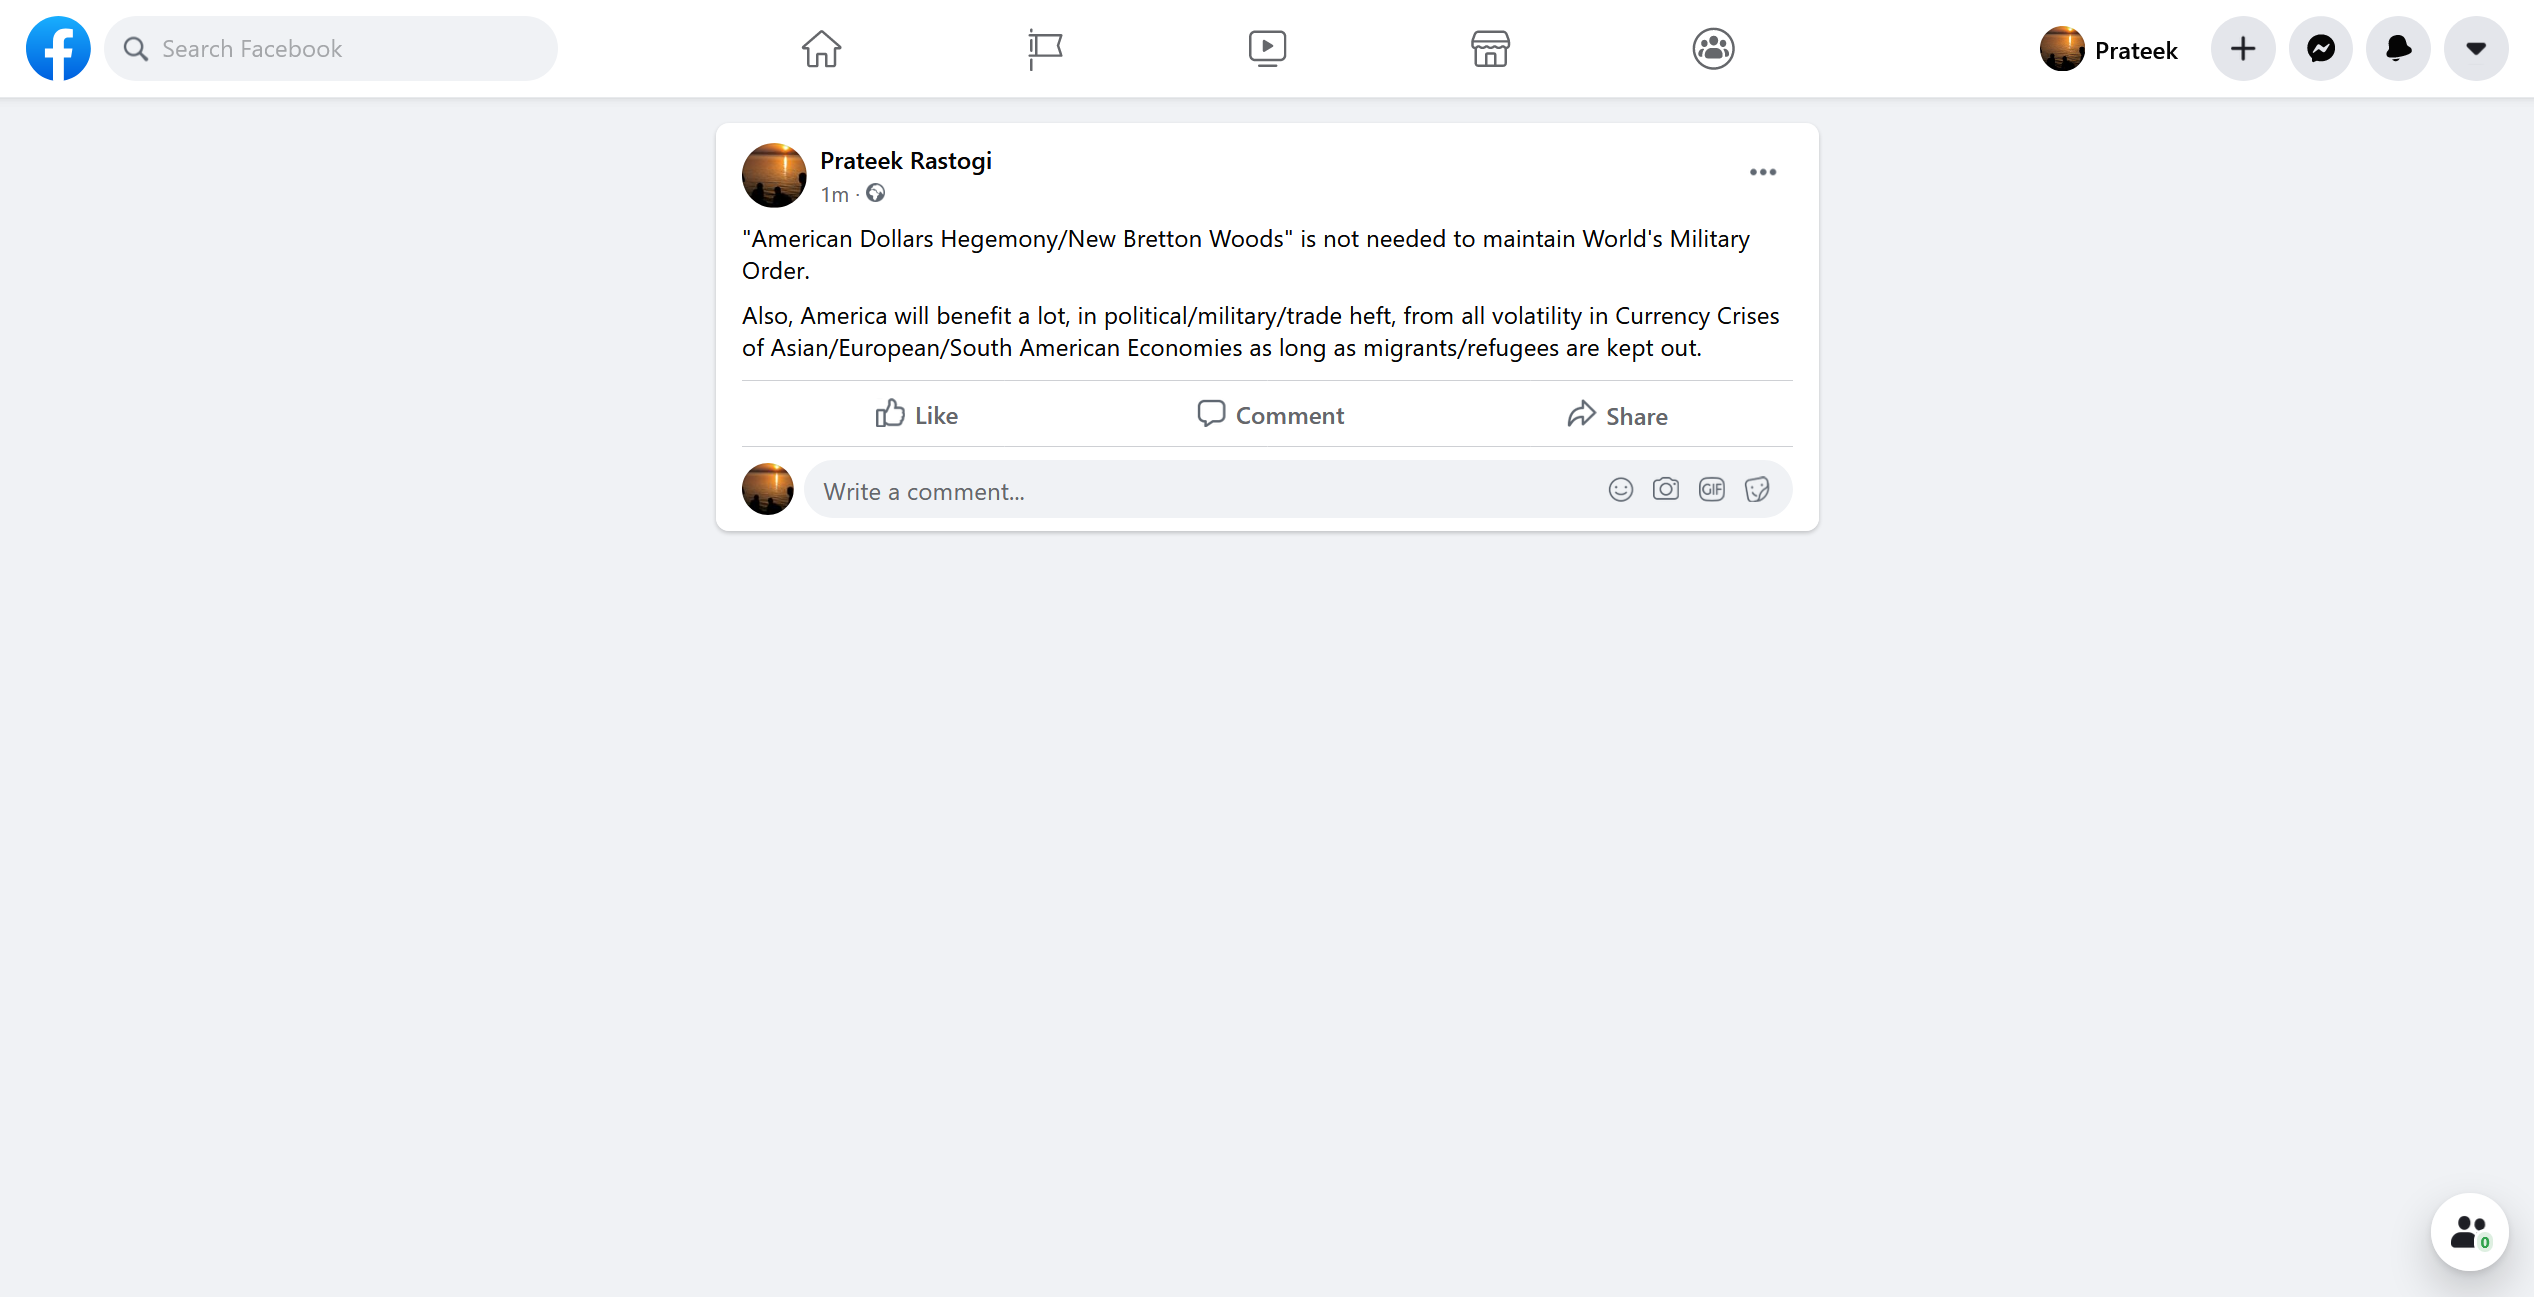 Search Facebook
Prateek
Prateek Rastogi
1m ·
"American Dollars Hegemony/New Bretton Woods" is not needed to maintain World's Military
Order.
Also, America will benefit a lot, in political/military/trade heft, from all volatility in Currency Crises
of Asian/European/South American Economies as long as migrants/refugees are kept out.
Like Comment Share
Write a comment...
GIF
0